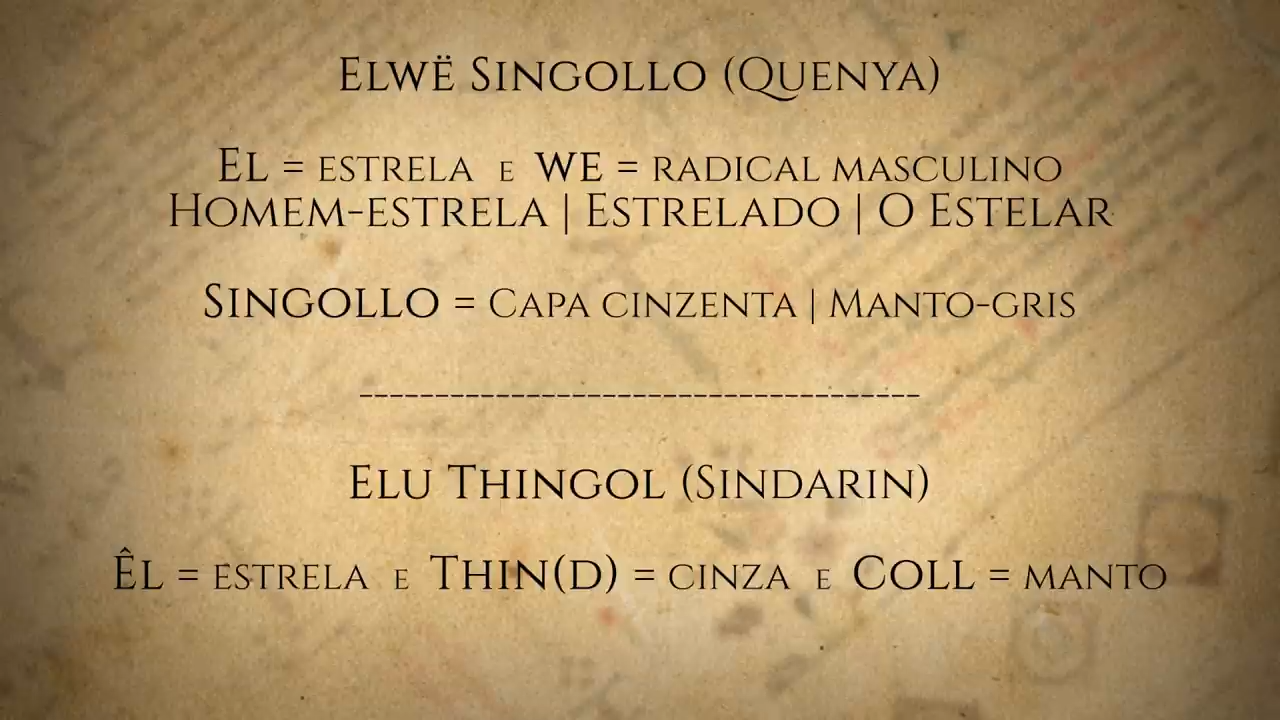 Elwë Singollo (Quenya)
El = estrela e we = radical masculino
Homem-estrela | Estrelado | O Estelar
Singollo = Capa cinzenta | Manto-gris
-------------------------------------
Elu Thingol (Sindarin)
Êl = estrela e Thin(d) = cinza e Coll = manto